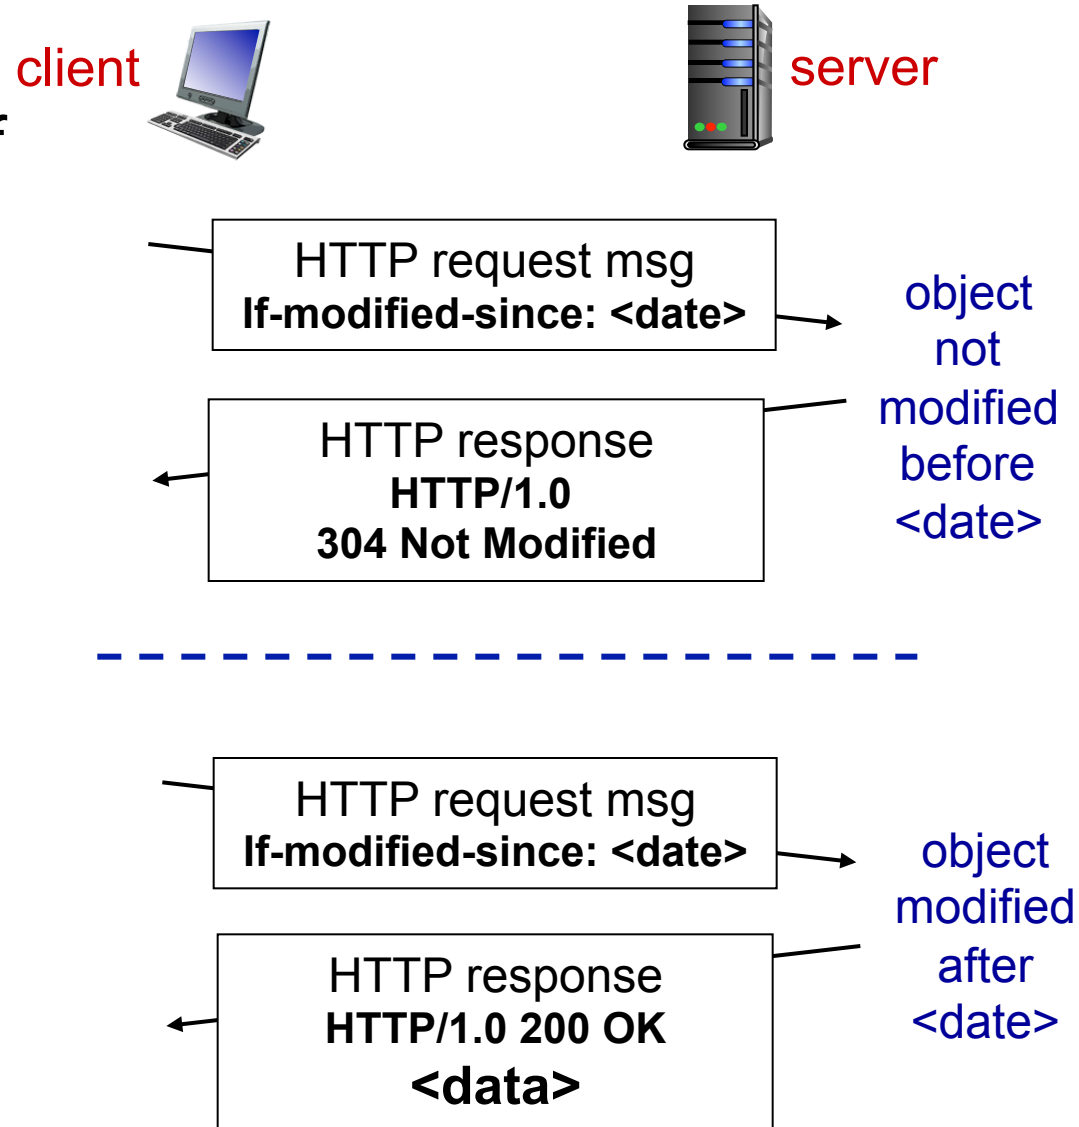 client
server
f
HTTP request msg
If-modified-since: <date>
object
not
modified
before
<date>
HTTP response
HTTP/1.0
304 Not Modified
HTTP request msg
If-modified-since: <date>
object
modified
after
<date>
HTTP response
HTTP/1.0 200 OK
<data>